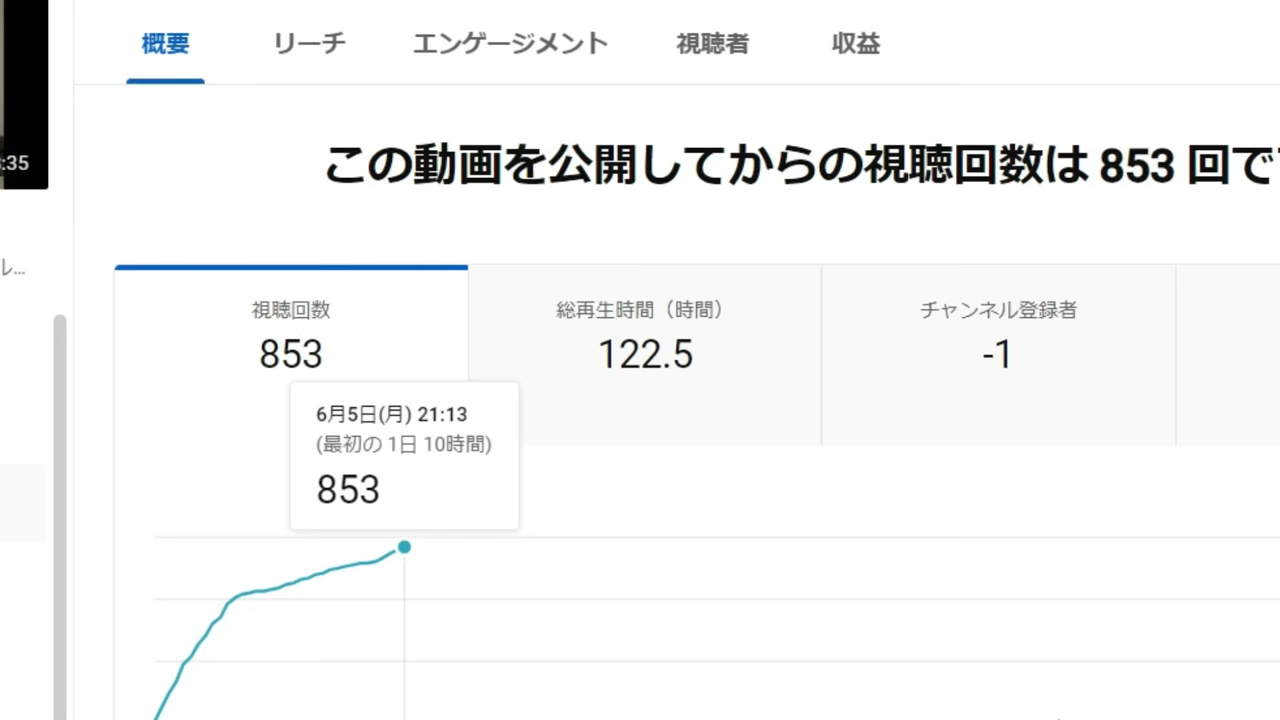 概要 リーチ エンゲージメント 視聴者 収益
:35
この動画を公開してからの視聴回数は 853 回で
ル...
視聴回数 総再生時間（時間） チャンネル登録者
853 122.5 -1
6月5日(月) 21:13
(最初の 1日 10時間)
853